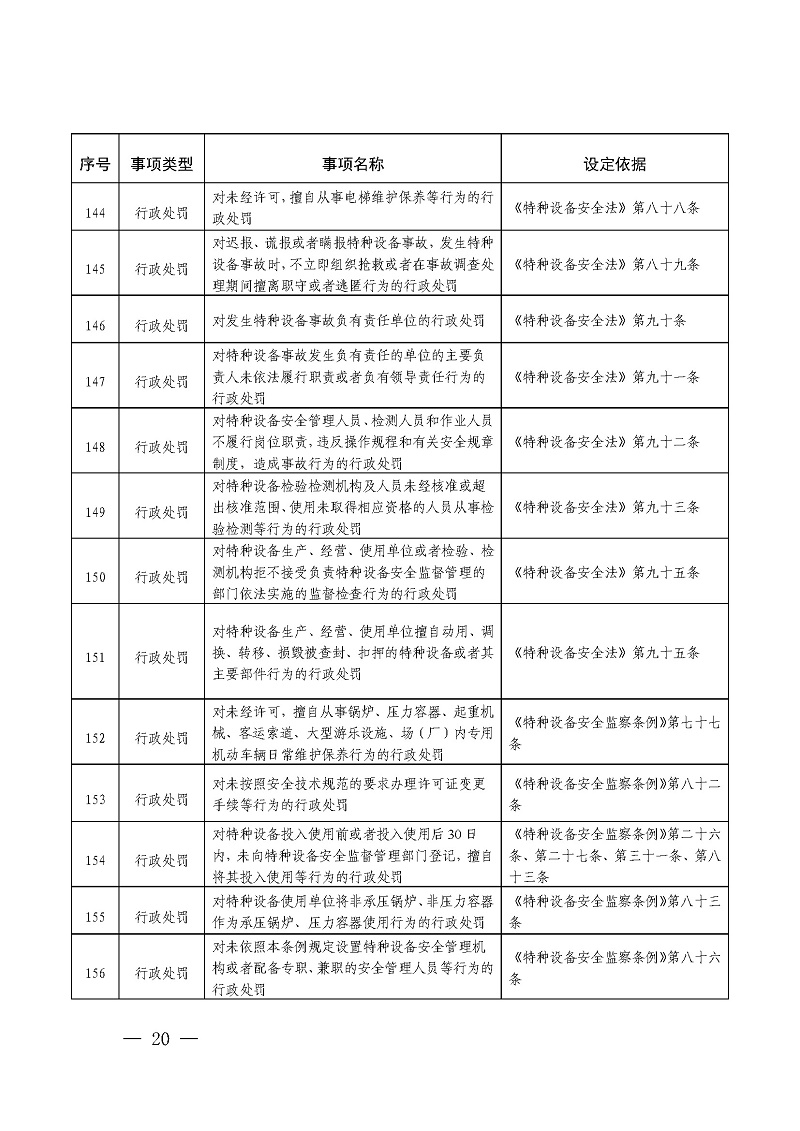 序号 事项类型 事项名称 设定依据
144 行政处罚 对未经许可，擅自从事电梯维护保养等行为的行 《特种设备安全法》第八十八条
政处罚
对迟报、谎报或者瞒报特种设备事故，发生特种
145 行政处罚 设备事故时，不立即组织抢救或者在事故调查处 《特种设备安全法》第八十九条
理期间擅离职守或者逃匿行为的行政处罚
146 行政处罚 对发生特种设备事故负有责任单位的行政处罚 《特种设备安全法》第九十条
对特种设备事故发生负有责任的单位的主要负
147 行政处罚 责人未依法履行职责或者负有领导责任行为的 《特种设备安全法》第九十一条
行政处罚
对特种设备安全管理人员、检测人员和作业人员
148 行政处罚 不履行岗位职责，违反操作规程和有关安全规章 《特种设备安全法》第九十二条
制度，造成事故行为的行政处罚
对特种设备检验检测机构及人员未经核准或超
149 行政处罚 出核准范围、使用未取得相应资格的人员从事检 《特种设备安全法》第九十三条
验检测等行为的行政处罚
对特种设备生产、经营、使用单位或者检验、检
150 行政处罚 测机构拒不接受负责特种设备安全监督管理的 《特种设备安全法》第九十五条
部门依法实施的监督检查行为的行政处罚
对特种设备生产、经营、使用单位擅自动用、调
151 行政处罚 换、转移、损毁被查封、扣押的特种设备或者其 《特种设备安全法》第九十五条
主要部件行为的行政处罚
对未经许可，擅自从事锅炉、压力容器、起重机
152 行政处罚 械、客运索道、大型游乐设施、场（厂）内专用 《特种设备安全监察条例》第七十七
机动车辆日常维护保养行为的行政处罚 条
153 行政处罚 对未按照安全技术规范的要求办理许可证变更 《特种设备安全监察条例》第八十二
手续等行为的行政处罚 条
对特种设备投入使用前或者投入使用后 30 日 《特种设备安全监察条例》第二十六
154 行政处罚 内，未向特种设备安全监督管理部门登记，擅自 条、第二十七条、第三十一条、第八
将其投入使用等行为的行政处罚 十三条
155 行政处罚 对特种设备使用单位将非承压锅炉、非压力容器 《特种设备安全监察条例》第八十三
作为承压锅炉、压力容器使用行为的行政处罚 条
对未依照本条例规定设置特种设备安全管理机
156 行政处罚 构或者配备专职、兼职的安全管理人员等行为的 《特种设备安全监察条例》第八十六
行政处罚 条
— 20 —